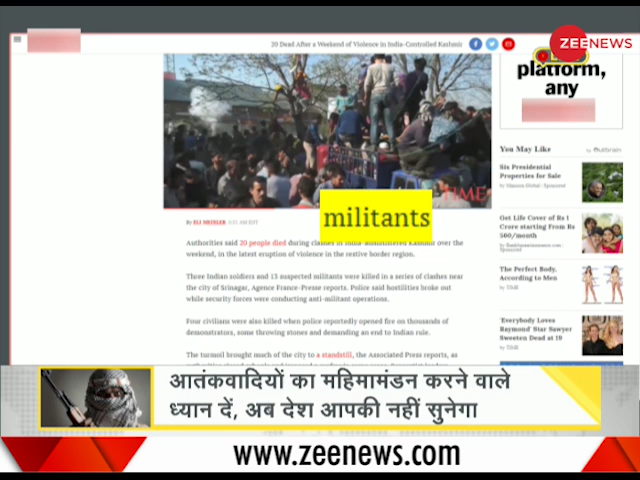 20 Dead After a Weekend of Violence in India-Controlled Kashmir
ZEENEWS
platform,
any
TIME
You May Like
by Outbrain
Six Presidential
Properties for Sale
Get Life Cover of Rs 1
Crore starting From Rs
560/month
The Perfect Body,
According to Men
by TIME
'Everybody Loves
Raymond' Star Sawyer
Sweeten Dead at 19
by TIME
By ELI MEIXLER
militants
Authorities said 20 people died during clashes in India-administered Kashmir over the
weekend, in the latest eruption of violence in the restive border region.
Three Indian soldiers and 13 suspected militants were killed in a series of clashes near
the city of Srinagar, Agence France-Presse reports. Police said hostilities broke out
while security forces were conducting anti-militant operations.
Four civilians were also killed when police reportedly opened fire on thousands of
demonstrators, some throwing stones and demanding an end to Indian rule.
The turmoil brought much of the city to a standstill, the Associated Press reports, as
आतंकवादियों का महिमामंडन करने वाले
ध्यान दें, अब देश आपकी नहीं सुनेगा
www.zeenews.com